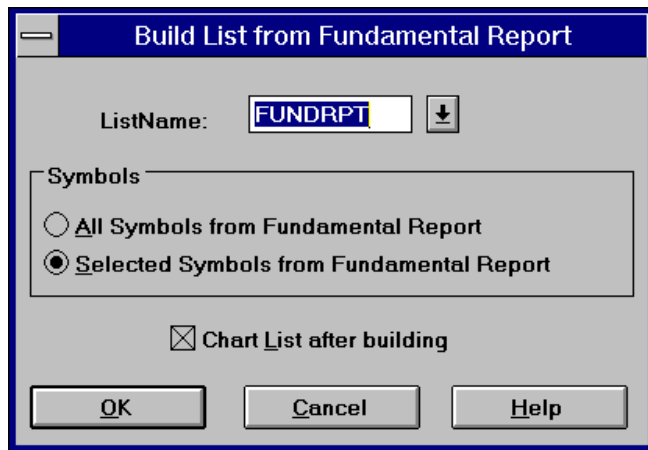 Build List from Fundamental Report
ListName: FUNDRPT
Symbols
All Symbols from Fundamental Report
Selected Symbols from Fundamental Report
Chart List after building
OK Cancel Help